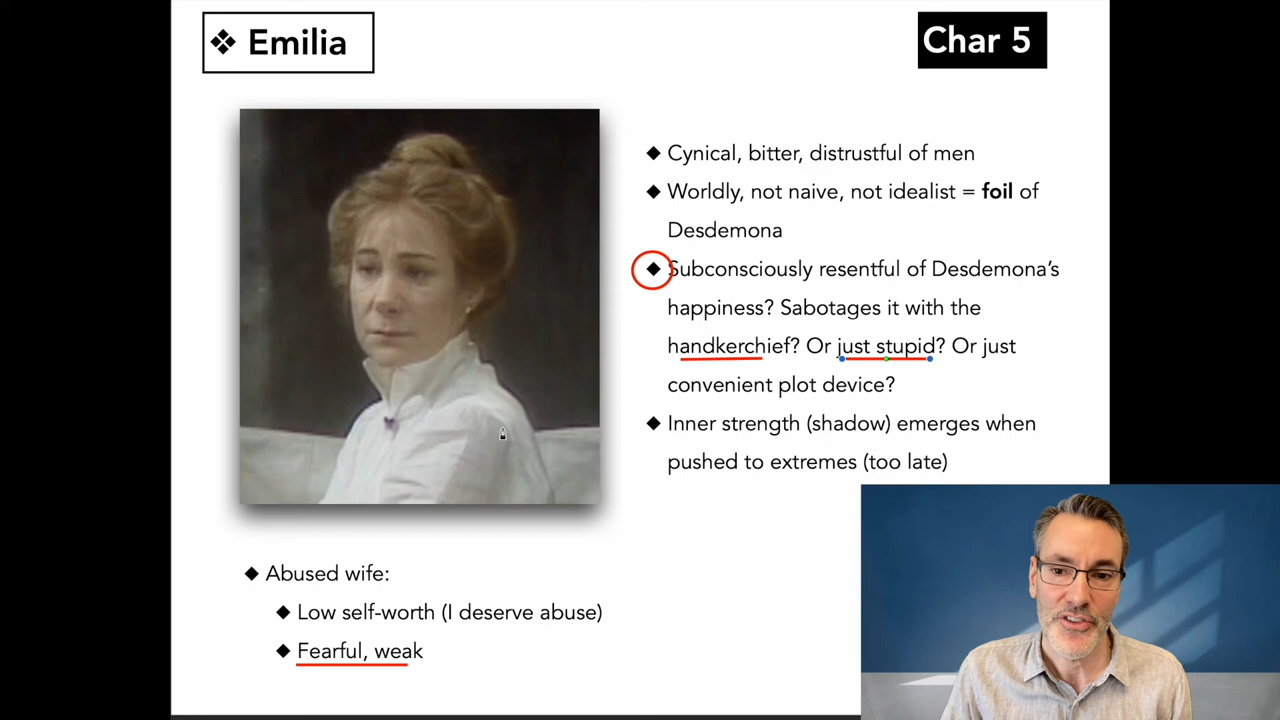 ❖ Emilia
Char 5
◆ Cynical, bitter, distrustful of men
◆ Worldly, not naive, not idealist = foil of
Desdemona
◆ Subconsciously resentful of Desdemona's
happiness? Sabotages it with the
handkerchief? Or just stupid? Or just
convenient plot device?
◆ Inner strength (shadow) emerges when
pushed to extremes (too late)
◆ Abused wife:
◆ Low self-worth (I deserve abuse)
◆ Fearful, weak